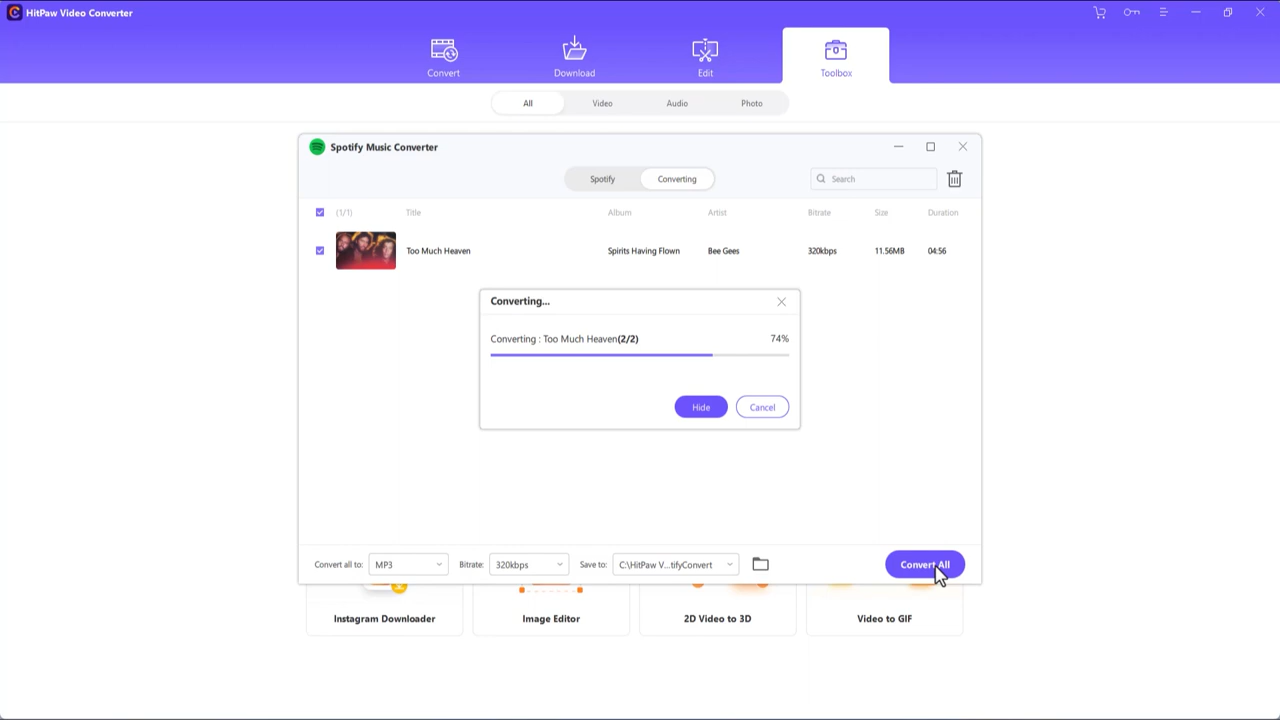 HitPaw Video Converter
Convert
Download
Edit
Toolbox
All
Video
Audio
Photo
Spotify Music Converter
Spotify
Converting
Search
(1/1)
Title
Album
Artist
Bitrate
Size
Duration
Too Much Heaven
Spirits Having Flown
Bee Gees
320kbps
11.56MB
04:56
Converting...
Converting : Too Much Heaven(2/2)
74%
Hide
Cancel
Convert all to:
MP3
Bitrate:
320kbps
Save to:
C:\HitPaw V...tifyConvert
Convert All
Instagram Downloader
Image Editor
2D Video to 3D
Video to GIF